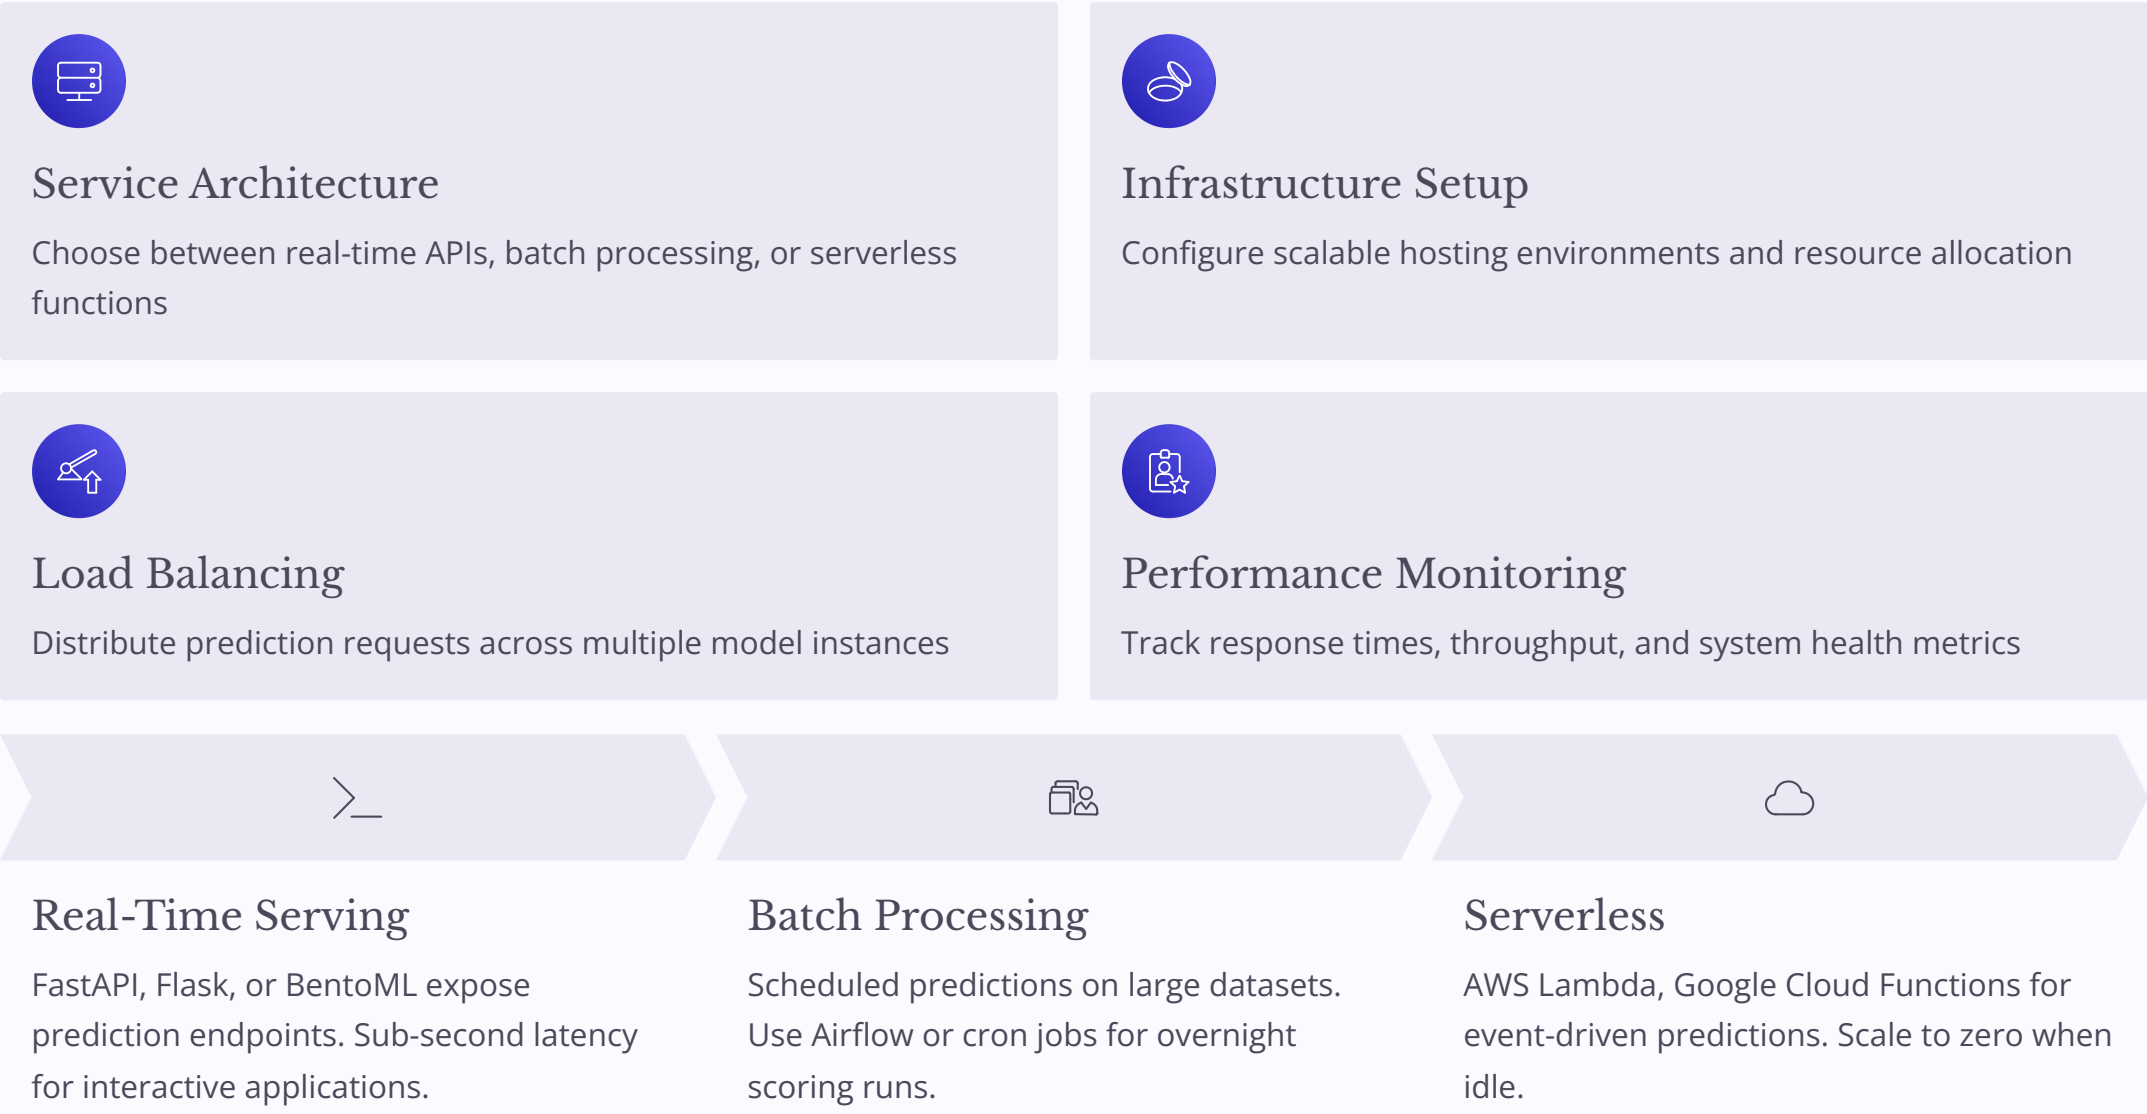 Service Architecture
Choose between real-time APIs, batch processing, or serverless
functions
Infrastructure Setup
Configure scalable hosting environments and resource allocation
Load Balancing
Distribute prediction requests across multiple model instances
Performance Monitoring
Track response times, throughput, and system health metrics
Real-Time Serving
FastAPI, Flask, or BentoML expose
prediction endpoints. Sub-second latency
for interactive applications.
Batch Processing
Scheduled predictions on large datasets.
Use Airflow or cron jobs for overnight
scoring runs.
Serverless
AWS Lambda, Google Cloud Functions for
event-driven predictions. Scale to zero when
idle.